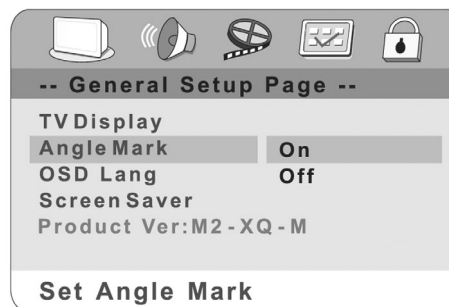 -- General Setup Page --
TV Display
Angle Mark On
OSD Lang Off
Screen Saver
Product Ver:M2-XQ-M
Set Angle Mark